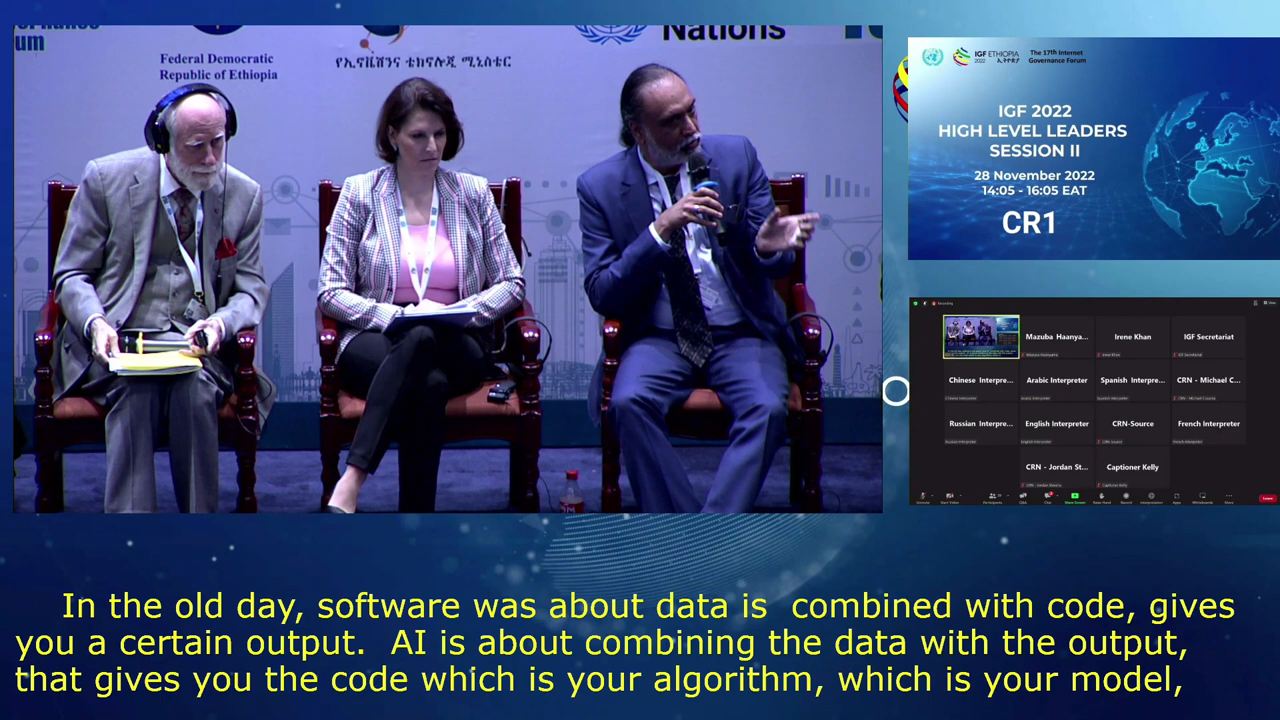 um
Federal Democratic
Republic of Ethiopia
የኢኖቬሽንና ቴክኖሎጂ ሚኒስቴር
Nations
IGF ETHIOPIA
2022 ኢትዮጵያ
The 17th Internet
Governance Forum
IGF 2022
HIGH LEVEL LEADERS
SESSION II
28 November 2022
14:05 - 16:05 EAT
CR1
Recording
View
Mazuba Haanya...
Irene Khan
IGF Secretariat
Chinese Interpre...
Arabic Interpreter
Spanish Interpre...
CRN - Michael C...
Russian Interpre...
English Interpreter
CRN-Source
French Interpreter
CRN - Jordan St...
Captioner Kelly
In the old day, software was about data is combined with code, gives
you a certain output. AI is about combining the data with the output,
that gives you the code which is your algorithm, which is your model,